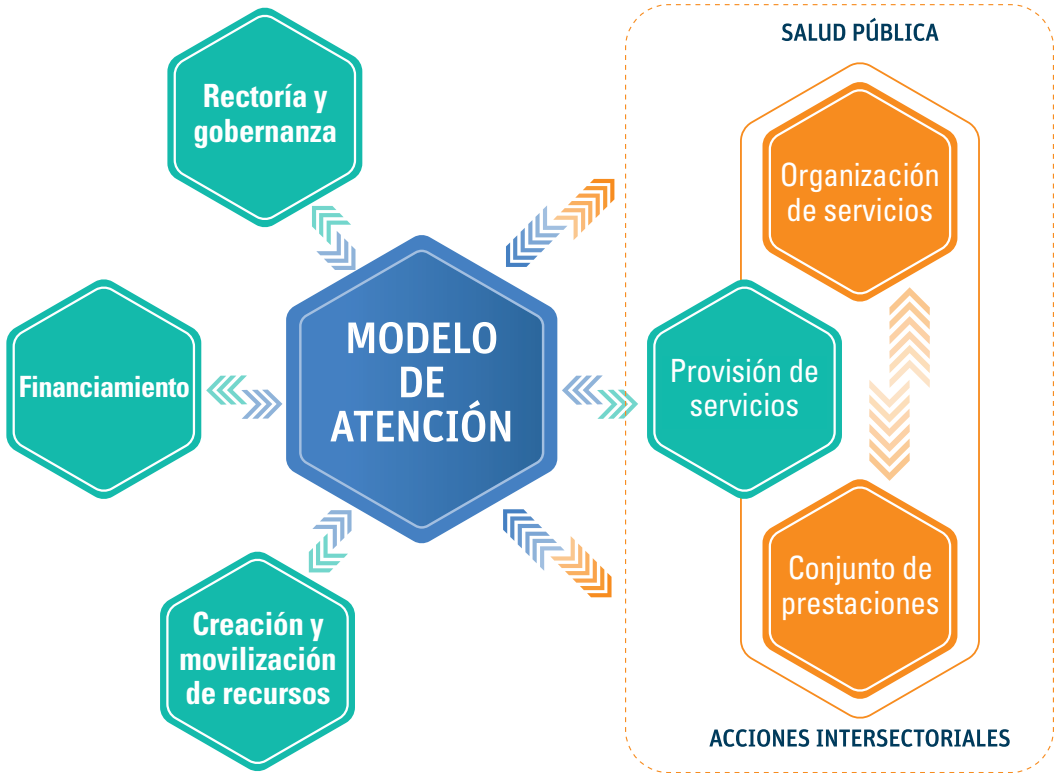 Rectoría y
gobernanza
Financiamiento
Creación y
movilización
de recursos
MODELO
DE
ATENCIÓN
SALUD PÚBLICA
Organización
de servicios
Provisión de
servicios
Conjunto de
prestaciones
ACCIONES INTERSECTORIALES